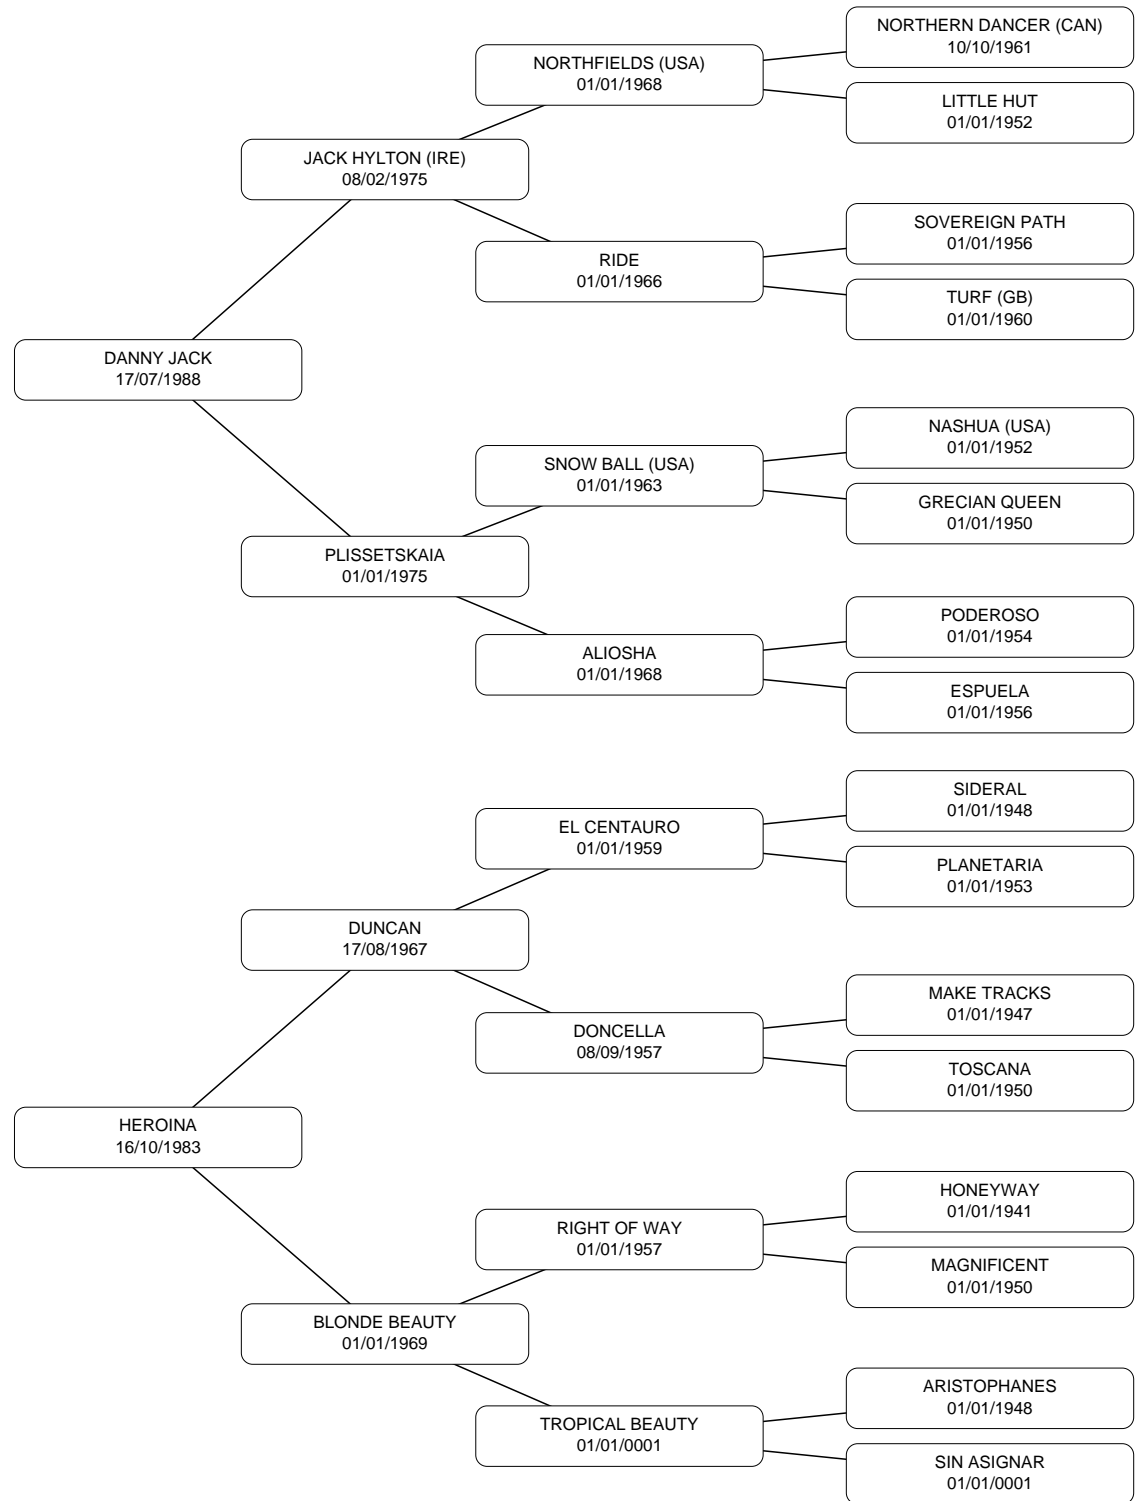 NORTHERN DANCER (CAN)
10/10/1961
NORTHFIELDS (USA)
01/01/1968
LITTLE HUT
01/01/1952
JACK HYLTON (IRE)
08/02/1975
SOVEREIGN PATH
01/01/1956
RIDE
01/01/1966
TURF (GB)
01/01/1960
DANNY JACK
17/07/1988
NASHUA (USA)
01/01/1952
SNOW BALL (USA)
01/01/1963
GRECIAN QUEEN
01/01/1950
PLISSETSKAIA
01/01/1975
PODEROSO
01/01/1954
ALIOSHA
01/01/1968
ESPUELA
01/01/1956
SIDERAL
01/01/1948
EL CENTAURO
01/01/1959
PLANETARIA
01/01/1953
DUNCAN
17/08/1967
MAKE TRACKS
01/01/1947
DONCELLA
08/09/1957
TOSCANA
01/01/1950
HEROINA
16/10/1983
HONEYWAY
01/01/1941
RIGHT OF WAY
01/01/1957
MAGNIFICENT
01/01/1950
BLONDE BEAUTY
01/01/1969
ARISTOPHANES
01/01/1948
TROPICAL BEAUTY
01/01/0001
SIN ASIGNAR
01/01/0001